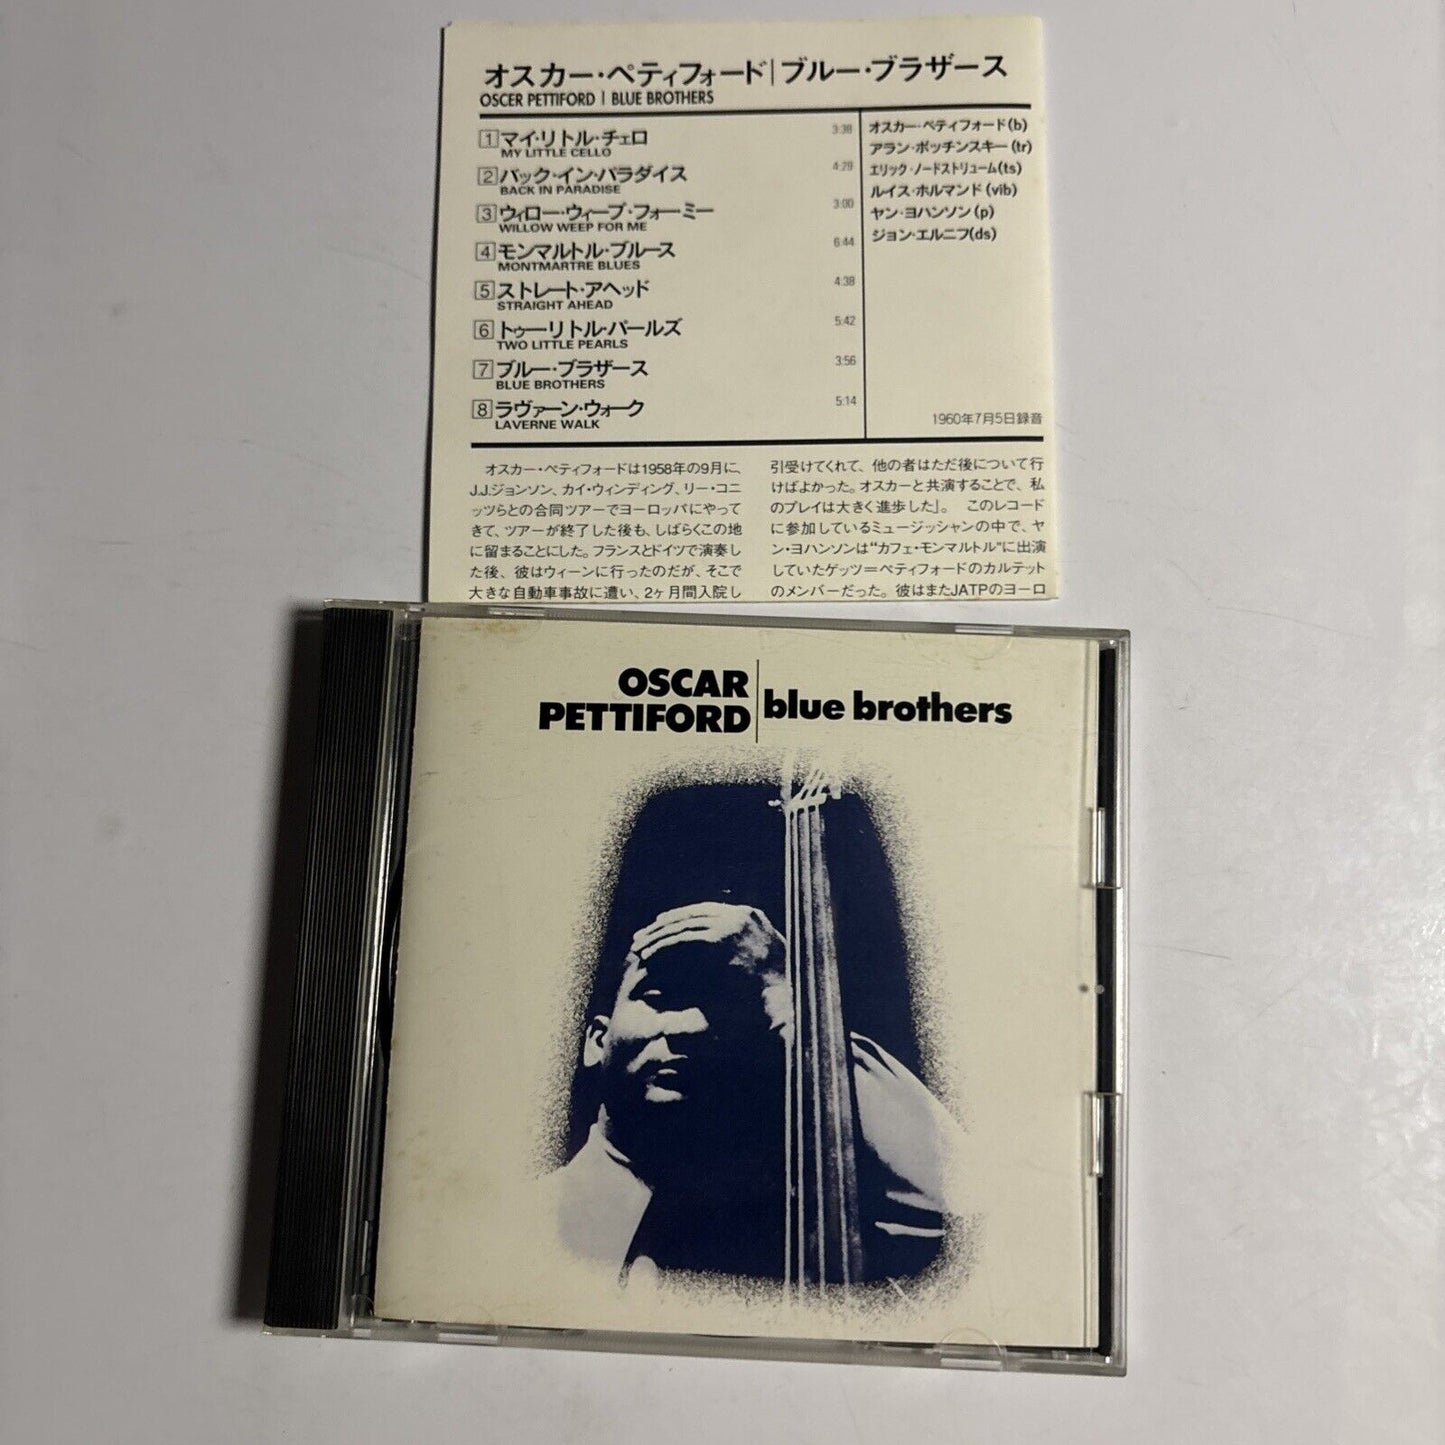 オスカー・ペティフォード|ブルー・ブラザース
OSCER PETTIFORD | BLUE BROTHERS
1 マイ・リトル・チェロ 3:38
MY LITTLE CELLO
2 バック・イン・パラダイス 4:29
BACK IN PARADISE
3 ウィロー・ウィープ・フォー・ミー 3:00
WILLOW WEEP FOR ME
4 モンマルトル・ブルース 6:44
MONTMARTRE BLUES
5 ストレート・アヘッド 4:38
STRAIGHT AHEAD
6 トゥー・リトル・パールズ 5:42
TWO LITTLE PEARLS
7 ブルー・ブラザース 3:56
BLUE BROTHERS
8 ラヴァーン・ウォーク 5:14
LAVERNE WALK
オスカー・ペティフォード(b)
アラン・ボッチンスキー(tr)
エリック・ノードストリューム(ts)
ルイス・ホルマンド(vib)
ヤン・ヨハンソン(p)
ジョン・エルニフ(ds)
1960年7月5日録音
オスカー・ペティフォードは1958年の9月に、
J.J.ジョンソン、カイ・ウィンディング、リー・コニ
ッツらとの合同ツアーでヨーロッパにやって
きて、ツアーが終了した後も、しばらくこの地
に留まることにした。フランスとドイツで演奏し
た後、彼はウィーンに行ったのだが、そこで
大きな自動車事故に遭い、2ヶ月間入院し
引受けてくれて、他の者はただ後について行
けばよかった。オスカーと共演することで、私
のプレイは大きく進歩した」。 このレコード
に参加しているミュージッシャンの中で、ヤ
ン・ヨハンソンは“カフェ・モンマルトル”に出演
していたゲッツ＝ペティフォードのカルテット
のメンバーだった。彼はまたJATPのヨーロ
OSCAR
PETTIFORD
blue brothers